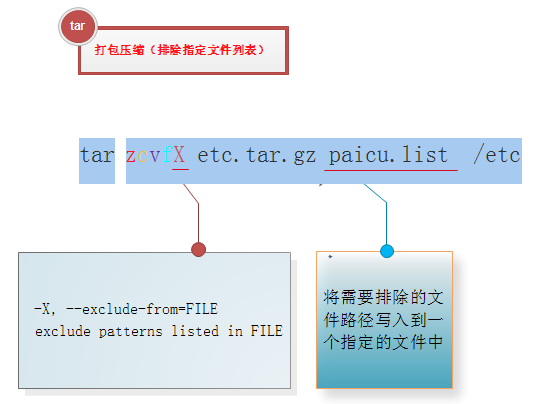 tar
打包压缩（排除指定文件列表）
tar zcvfX etc.tar.gz paicu.list /etc
-X, --exclude-from=FILE
exclude patterns listed in FILE
将需要排除的文
件路径写入到一
个指定的文件中